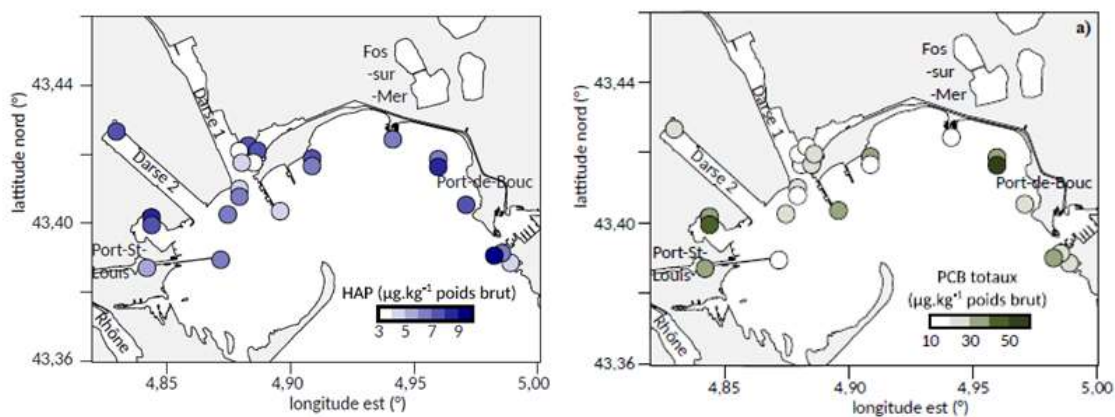 Fos
-sur
-Mer
43,44
Darse 1
lattitude nord (°)
Darse 2
Port-de-Bouc
43,40
Port-St-
Louis
HAP (µg.kg⁻¹ poids brut)
3 5 7 9
Rhône
43,36
4,85 4,90 4,95 5,00
longitude est (°)
a)
Fos
sur
-Mer
43,44
Darse 1
lattitude nord (°)
Darse 2
Port-de-Bouc
43,40
Port-St-
Louis
PCB totaux
(µg.kg⁻¹ poids brut)
10 30 50
Rhône
43,36
4,85 4,90 4,95 5,00
longitude est (°)